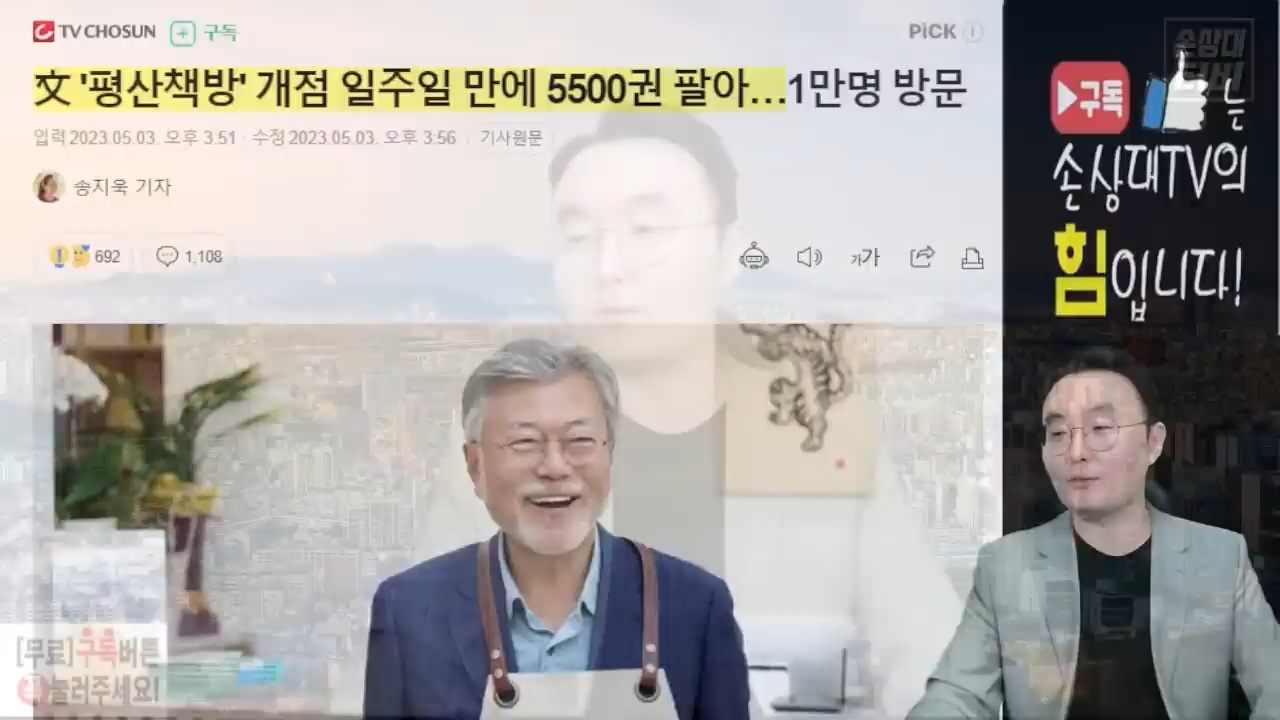 TV CHOSUN 구독
PiCK
文 '평산책방' 개점 일주일 만에 5500권 팔아…1만명 방문
입력 2023.05.03. 오후 3:51 · 수정 2023.05.03. 오후 3:56 기사원문
송지욱 기자
692 1,108
가가
손상대
TV
구독 는
손상대TV의
힘입니다!
[무료]구독버튼
눌러주세요!